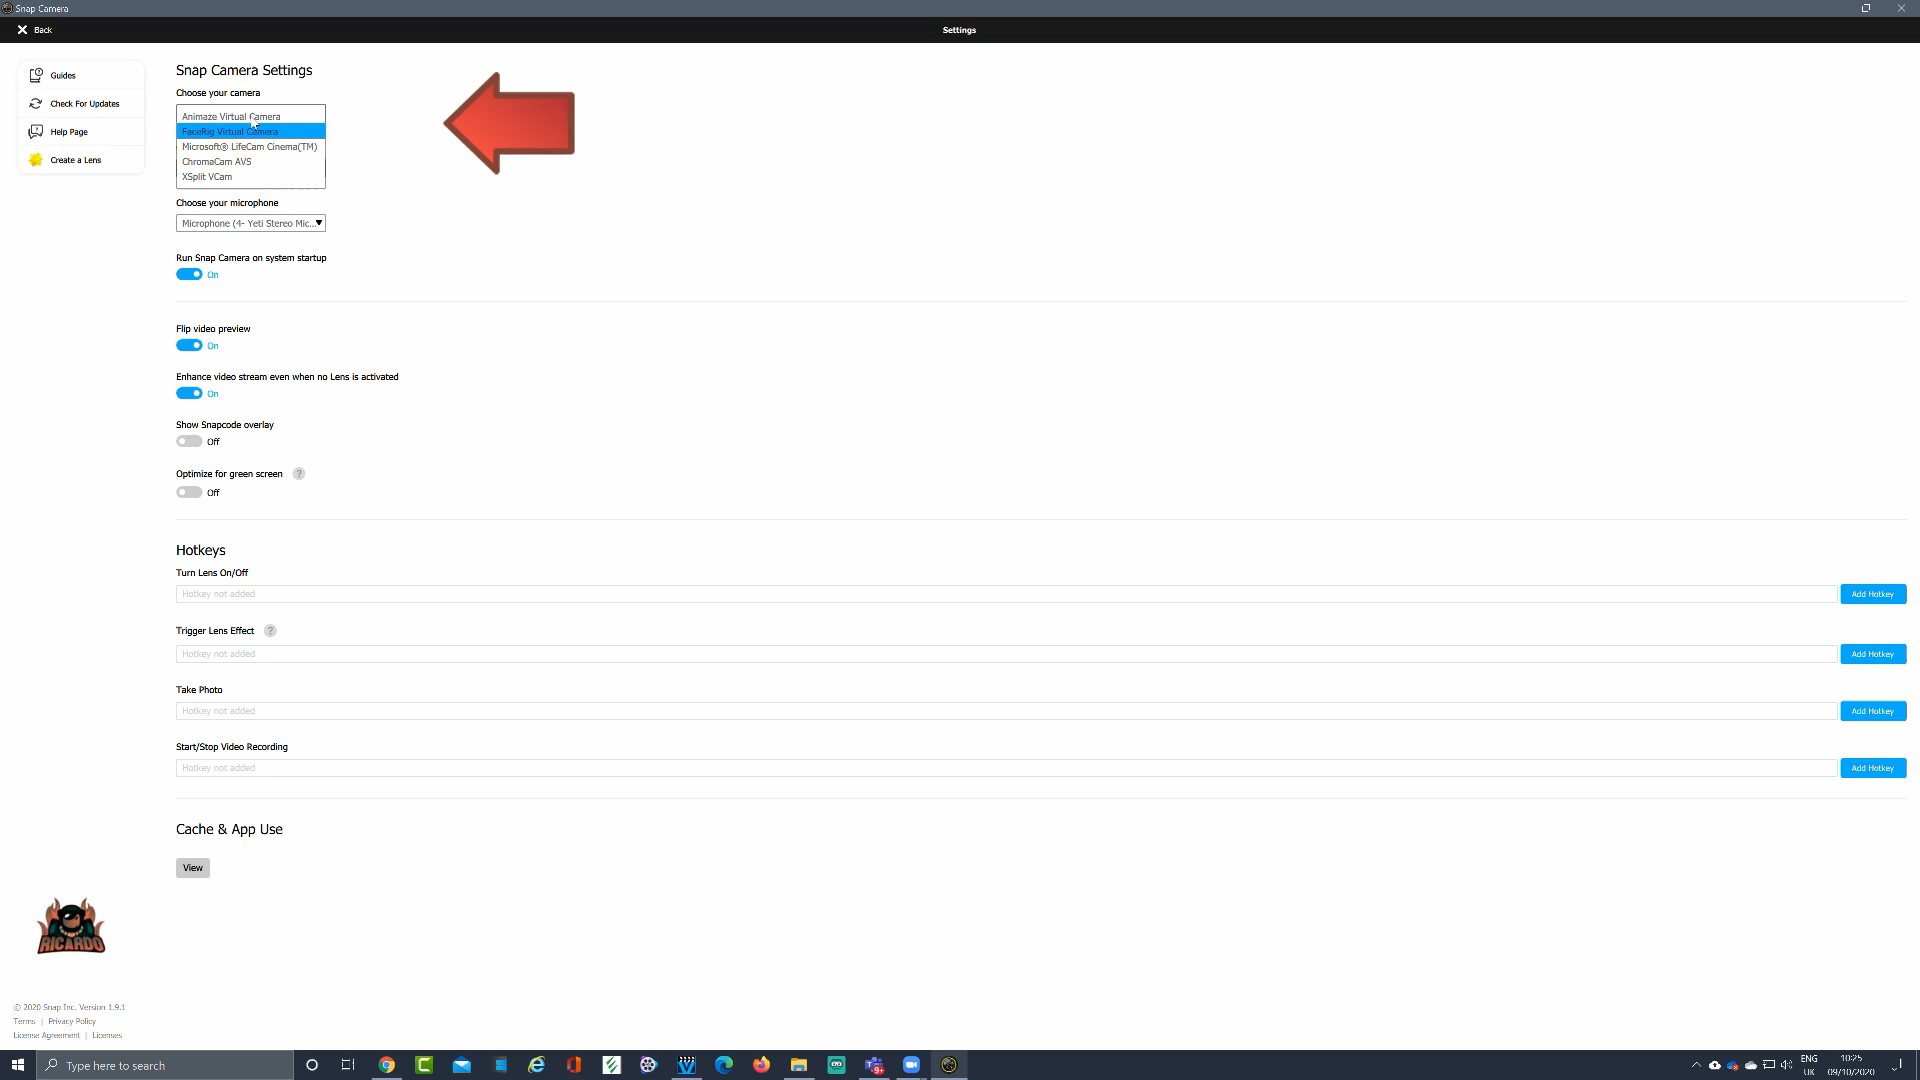 Snap Camera
Back
Settings
Guides
Check For Updates
Help Page
Create a Lens
Snap Camera Settings
Choose your camera
Animaze Virtual Camera
FaceRig Virtual Camera
Microsoft® LifeCam Cinema(TM)
ChromaCam AVS
XSplit VCam
Choose your microphone
Microphone (4- Yeti Stereo Mic...
Run Snap Camera on system startup
On
Flip video preview
On
Enhance video stream even when no Lens is activated
On
Show Snapcode overlay
Off
Optimize for green screen ?
Off
Hotkeys
Turn Lens On/Off
Hotkey not added
Add Hotkey
Trigger Lens Effect ?
Hotkey not added
Add Hotkey
Take Photo
Hotkey not added
Add Hotkey
Start/Stop Video Recording
Hotkey not added
Add Hotkey
Cache & App Use
View
RICARDO
© 2020 Snap Inc. Version 1.9.1
Terms | Privacy Policy
License Agreement | Licenses
Type here to search
9+
ENG
UK
10:25
09/10/2020